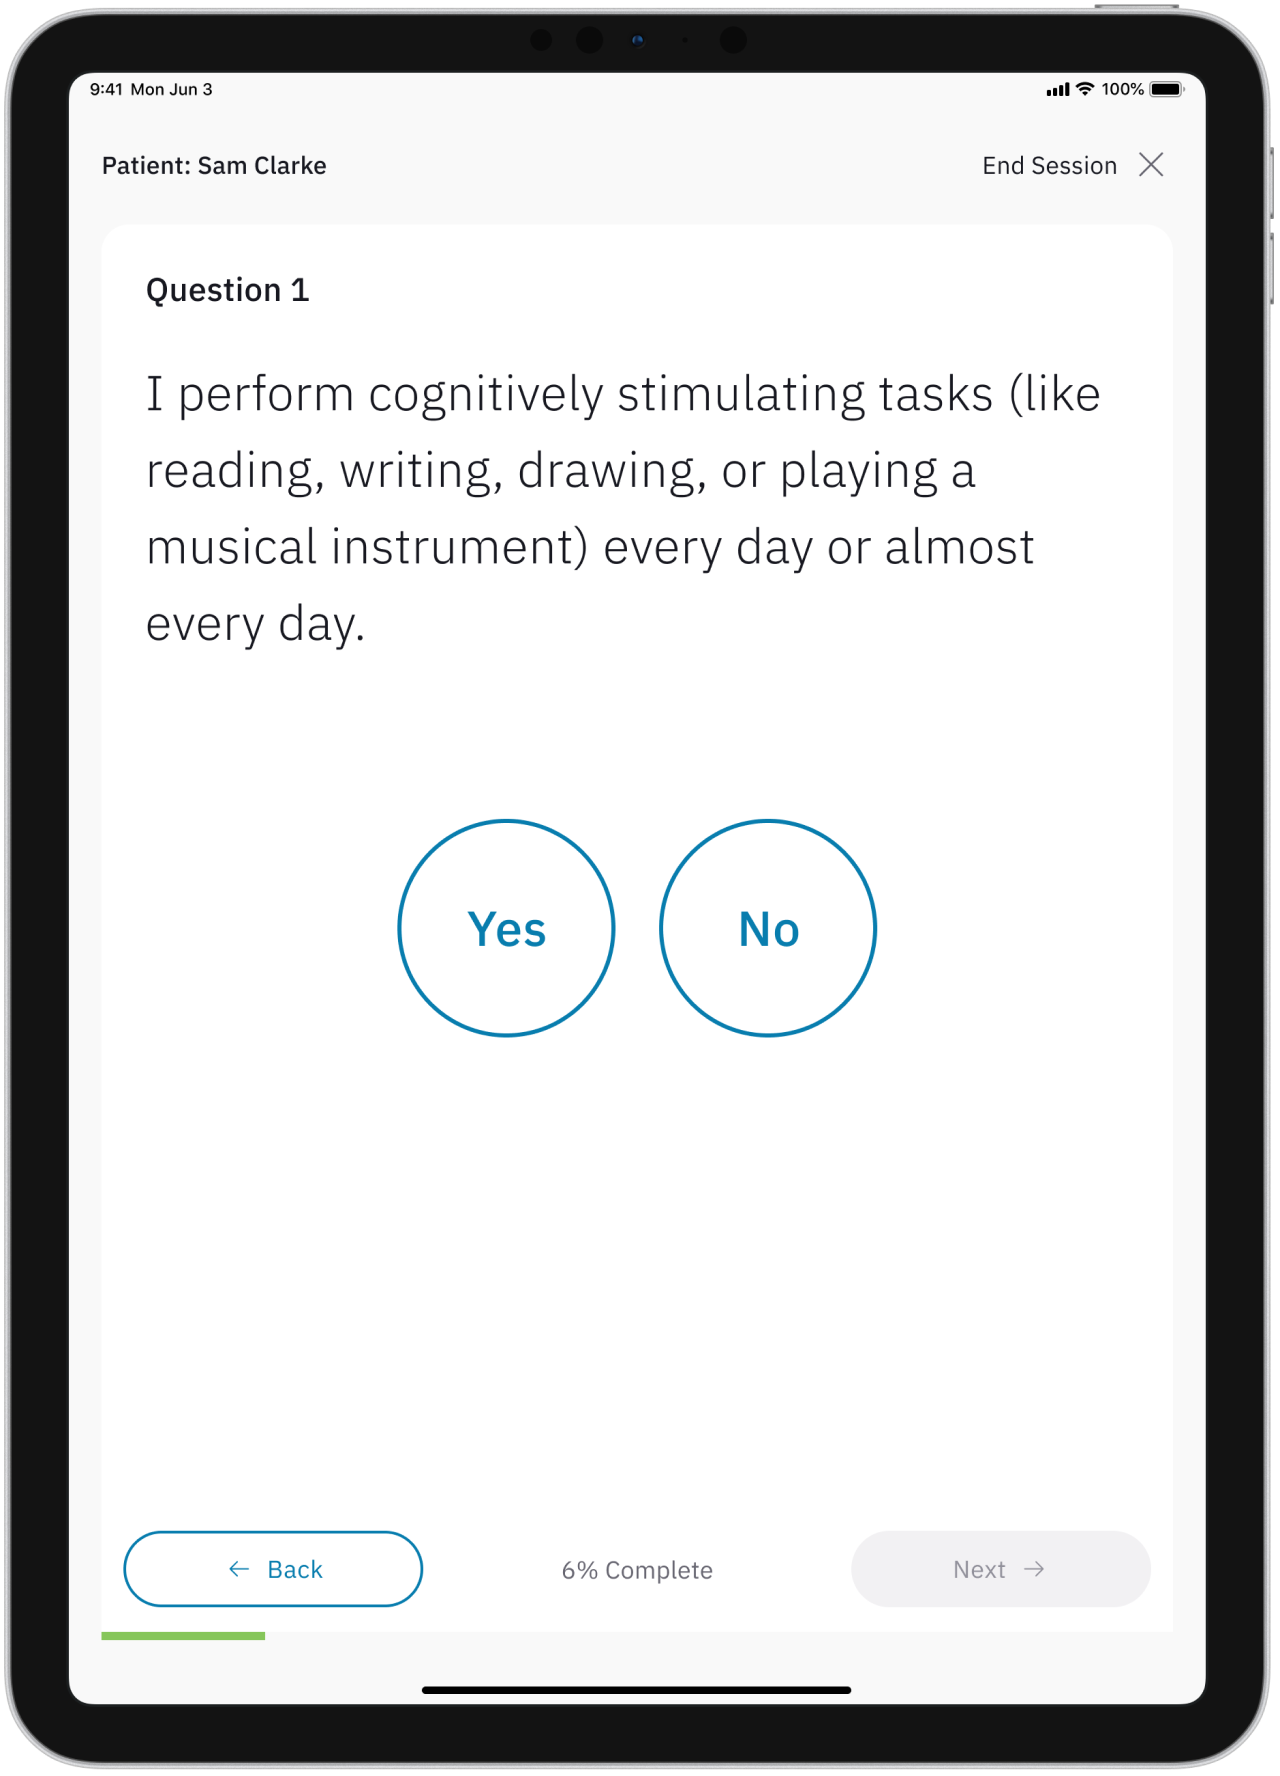 9:41 Mon Jun 3
100%
Patient: Sam Clarke
End Session
Question 1
I perform cognitively stimulating tasks (like
reading, writing, drawing, or playing a
musical instrument) every day or almost
every day.
Yes
No
← Back
6% Complete
Next →